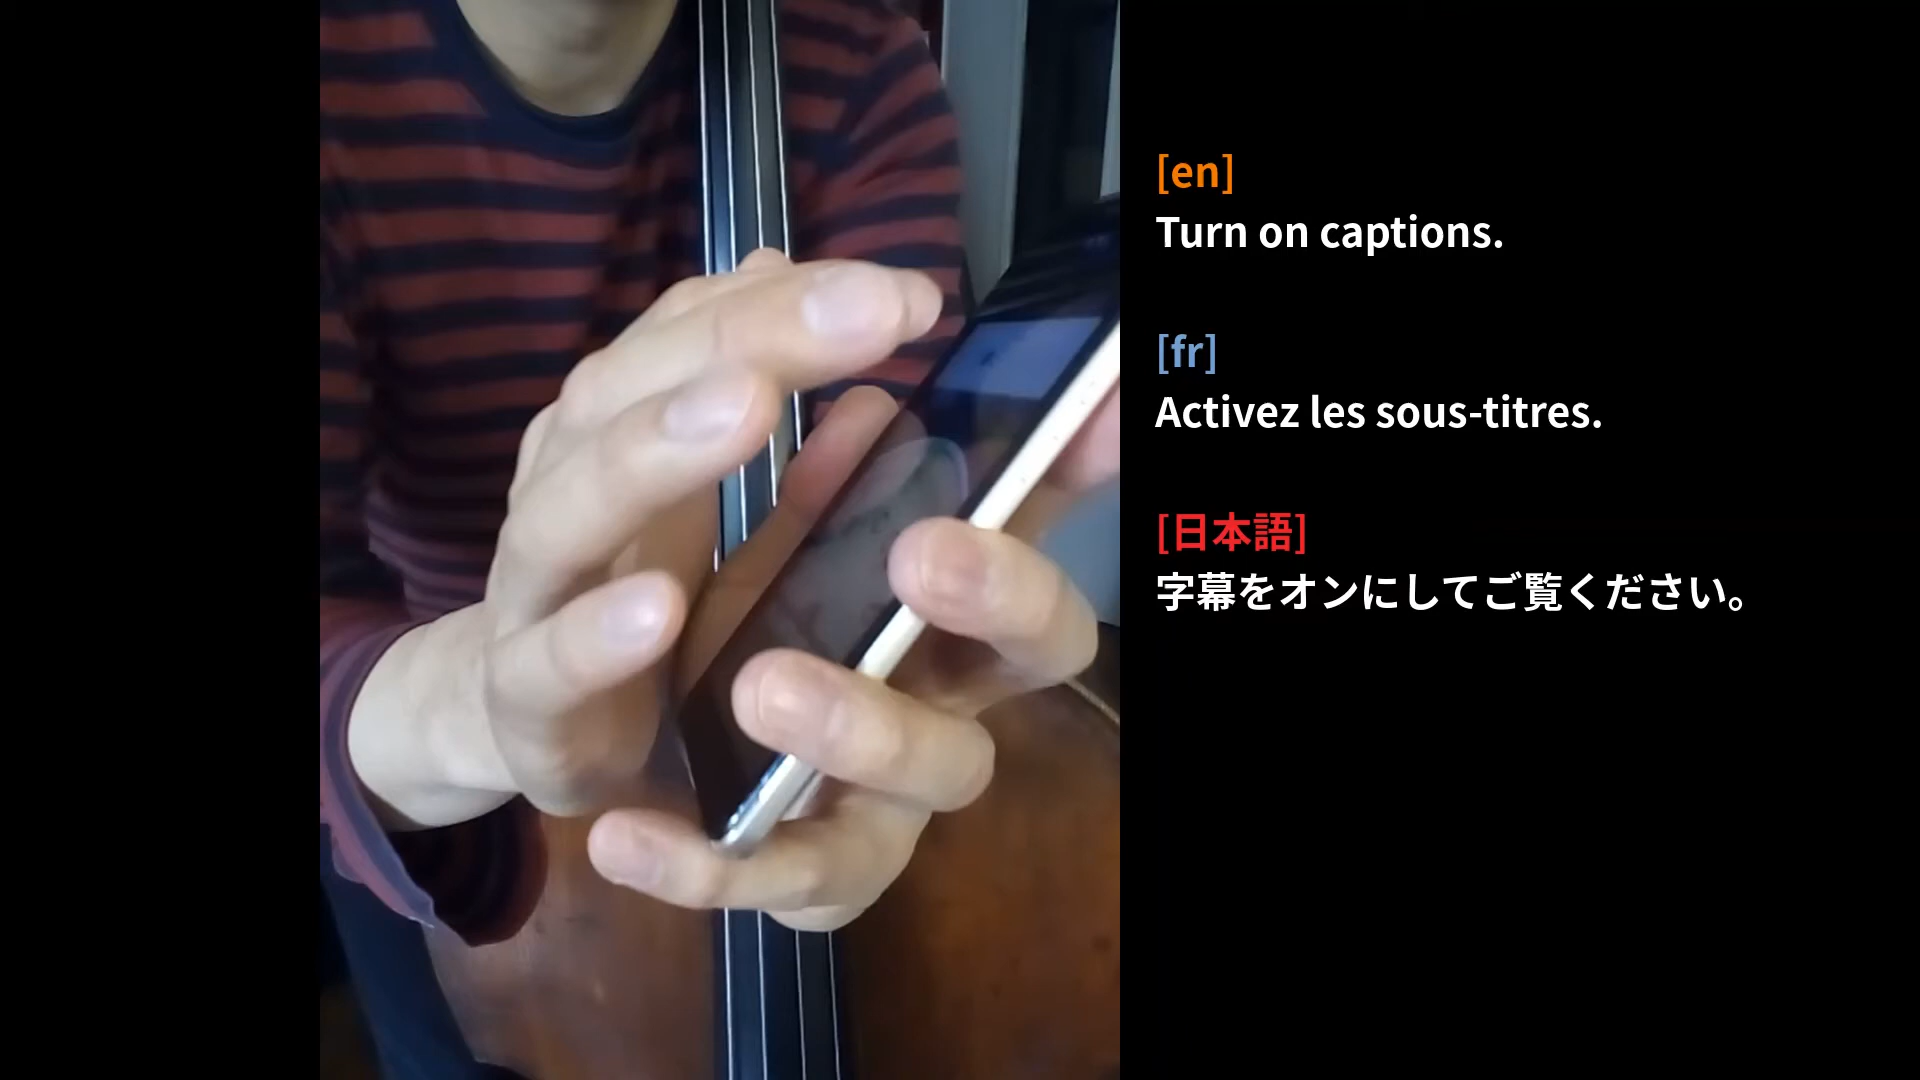 [en]
Turn on captions.
[fr]
Activez les sous-titres.
[日本語]
字幕をオンにしてご覧ください。